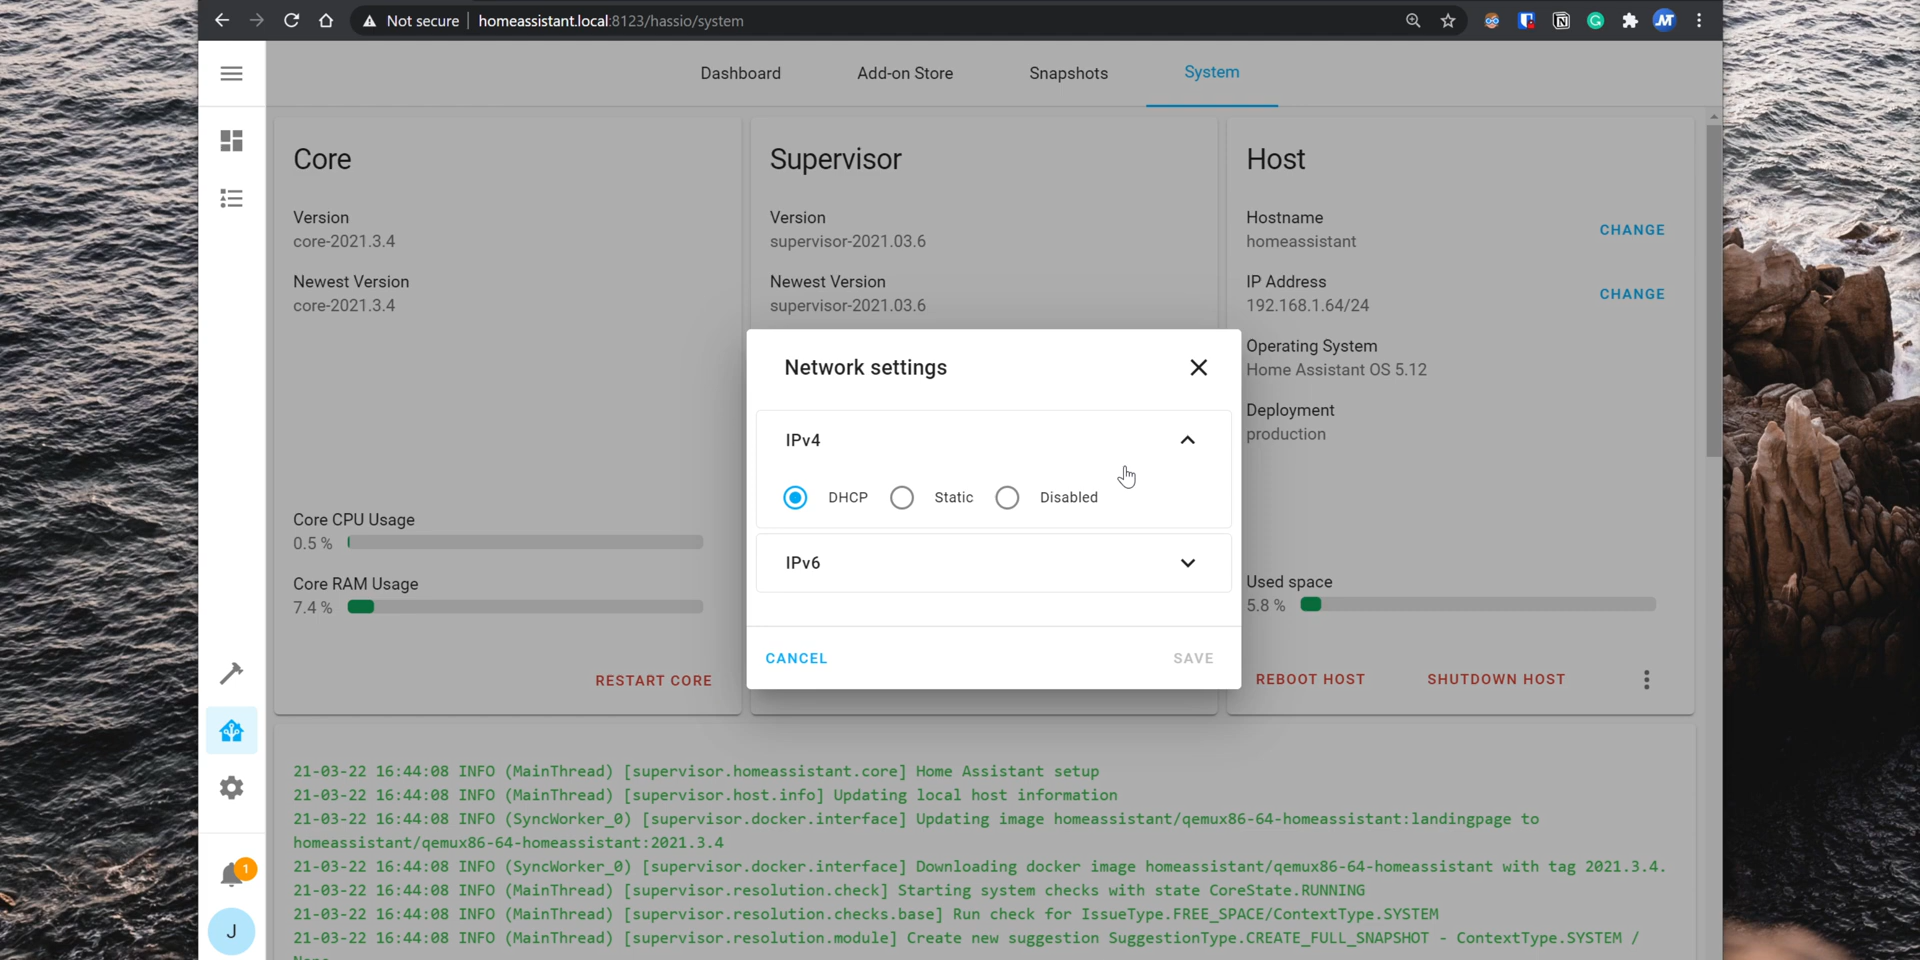 Not secure
homeassistant.local:8123/hassio/system
Dashboard
Add-on Store
Snapshots
System
Core
Version
core-2021.3.4
Newest Version
core-2021.3.4
Core CPU Usage
0.5 %
Core RAM Usage
7.4 %
RESTART CORE
Supervisor
Version
supervisor-2021.03.6
Newest Version
supervisor-2021.03.6
Host
Hostname
homeassistant
CHANGE
IP Address
192.168.1.64/24
CHANGE
Operating System
Home Assistant OS 5.12
Deployment
production
Used space
5.8 %
REBOOT HOST
SHUTDOWN HOST
Network settings
IPv4
DHCP
Static
Disabled
IPv6
CANCEL
SAVE
21-03-22 16:44:08 INFO (MainThread) [supervisor.homeassistant.core] Home Assistant setup
21-03-22 16:44:08 INFO (MainThread) [supervisor.host.info] Updating local host information
21-03-22 16:44:08 INFO (SyncWorker_0) [supervisor.docker.interface] Updating image homeassistant/qemux86-64-homeassistant:landingpage to
homeassistant/qemux86-64-homeassistant:2021.3.4
21-03-22 16:44:08 INFO (SyncWorker_0) [supervisor.docker.interface] Downloading docker image homeassistant/qemux86-64-homeassistant with tag 2021.3.4.
21-03-22 16:44:08 INFO (MainThread) [supervisor.resolution.check] Starting system checks with state CoreState.RUNNING
21-03-22 16:44:08 INFO (MainThread) [supervisor.resolution.checks.base] Run check for IssueType.FREE_SPACE/ContextType.SYSTEM
21-03-22 16:44:08 INFO (MainThread) [supervisor.resolution.module] Create new suggestion SuggestionType.CREATE_FULL_SNAPSHOT - ContextType.SYSTEM /
1
J